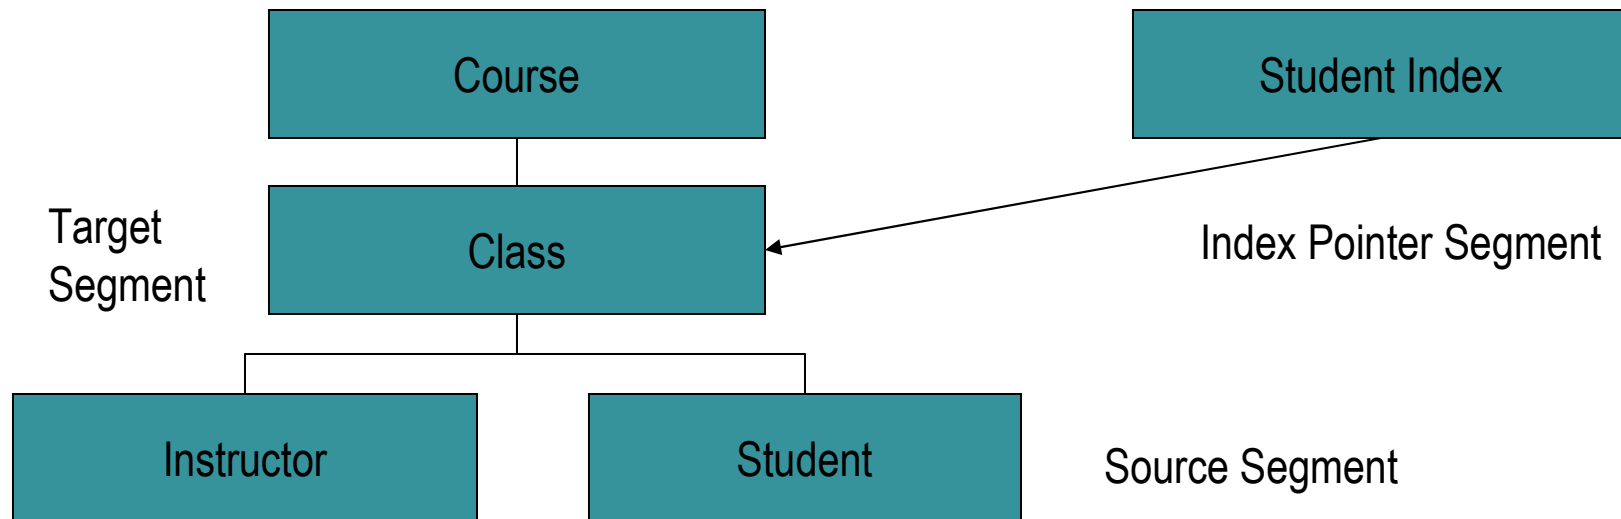 Course
Student Index
Target
Segment
Class
Index Pointer Segment
Instructor
Student
Source Segment